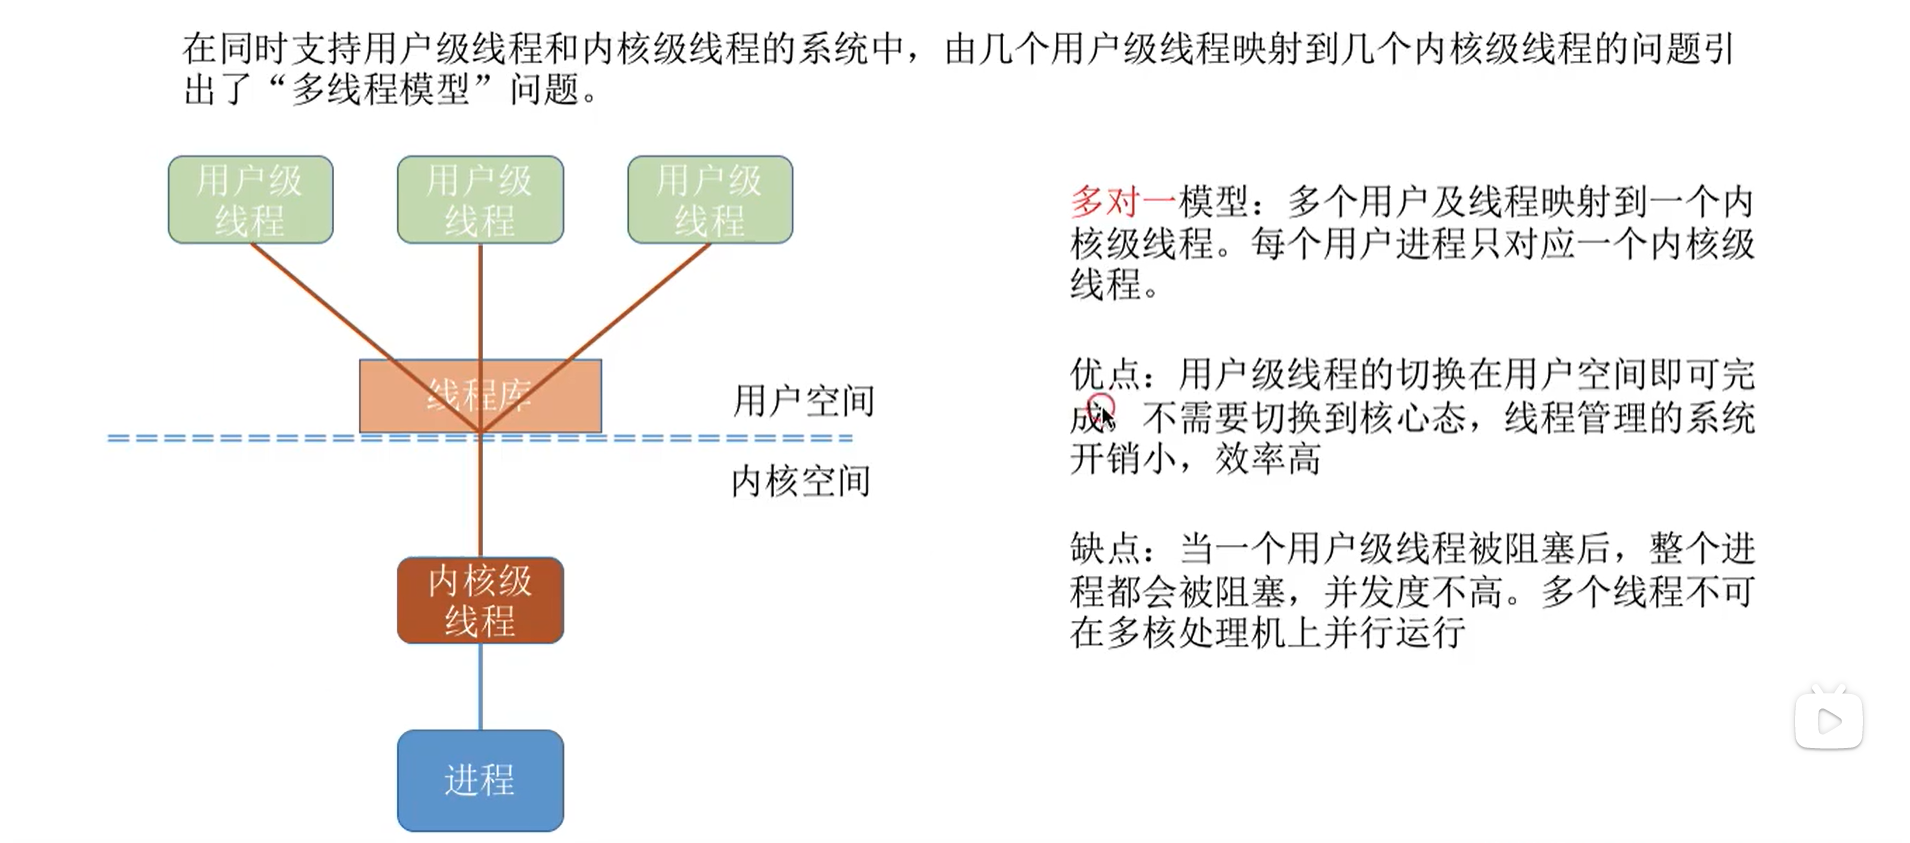 在同时支持用户级线程和内核级线程的系统中，由几个用户级线程映射到几个内核级线程的问题引
出了“多线程模型”问题。
用户级
线程
用户级
线程
用户级
线程
多对一模型：多个用户及线程映射到一个内
核级线程。每个用户进程只对应一个内核级
线程。
线程库
用户空间
内核空间
优点：用户级线程的切换在用户空间即可完
成，不需要切换到核心态，线程管理的系统
开销小，效率高
内核级
线程
缺点：当一个用户级线程被阻塞后，整个进
程都会被阻塞，并发度不高。多个线程不可
在多核处理机上并行运行
进程